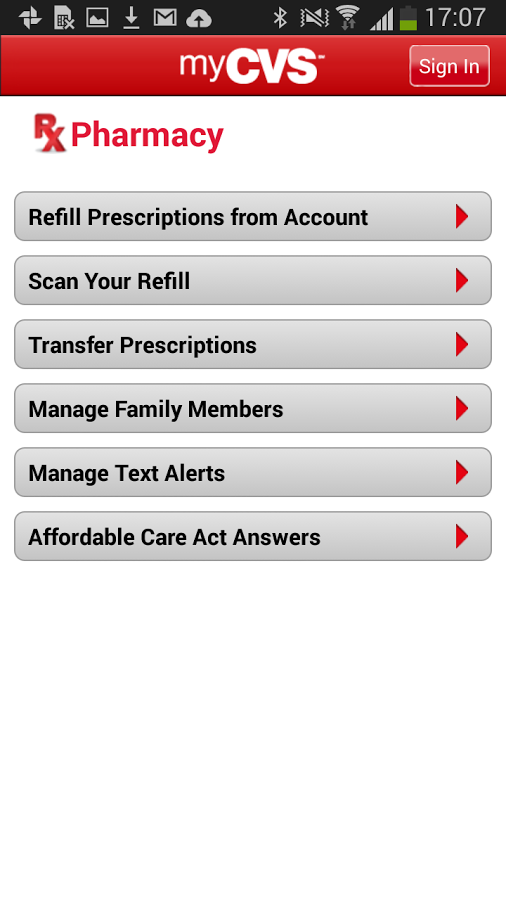 17:07
myCVS™
Sign In
Rx Pharmacy
Refill Prescriptions from Account
Scan Your Refill
Transfer Prescriptions
Manage Family Members
Manage Text Alerts
Affordable Care Act Answers